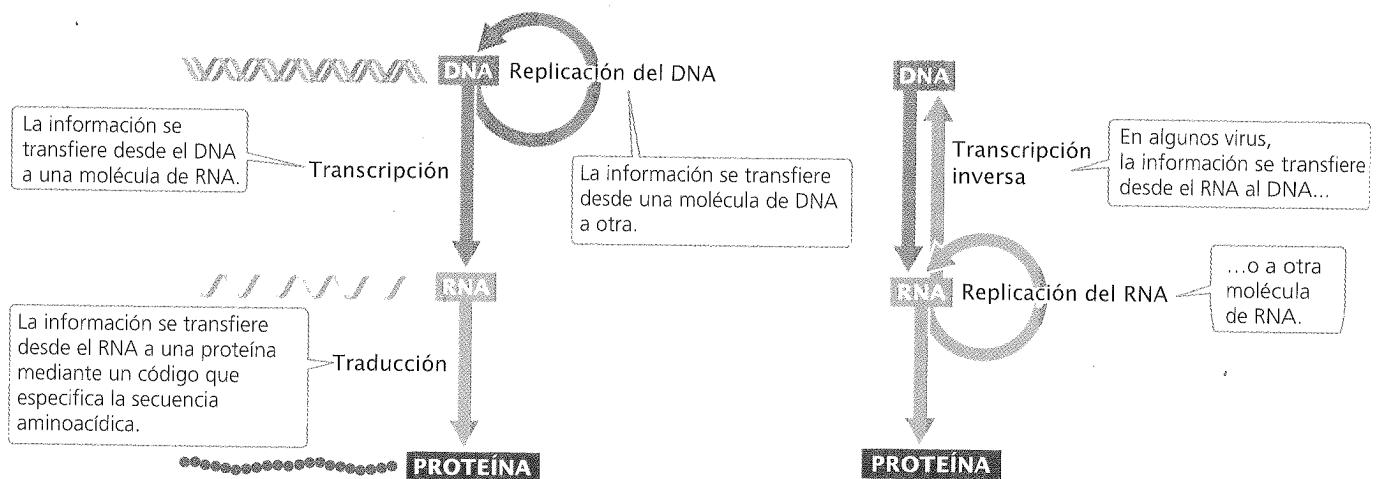 DNA
Replicación del DNA
La información se
transfiere desde el DNA
a una molécula de RNA.
Transcripción
La información se transfiere
desde una molécula de DNA
a otra.
RNA
La información se transfiere
desde el RNA a una proteína
mediante un código que
especifica la secuencia
aminoacídica.
Traducción
PROTEÍNA
DNA
Transcripción
inversa
En algunos virus,
la información se transfiere
desde el RNA al DNA...
RNA
Replicación del RNA
...o a otra
molécula
de RNA.
PROTEÍNA